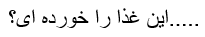 .....این غذا را خورده ای؟